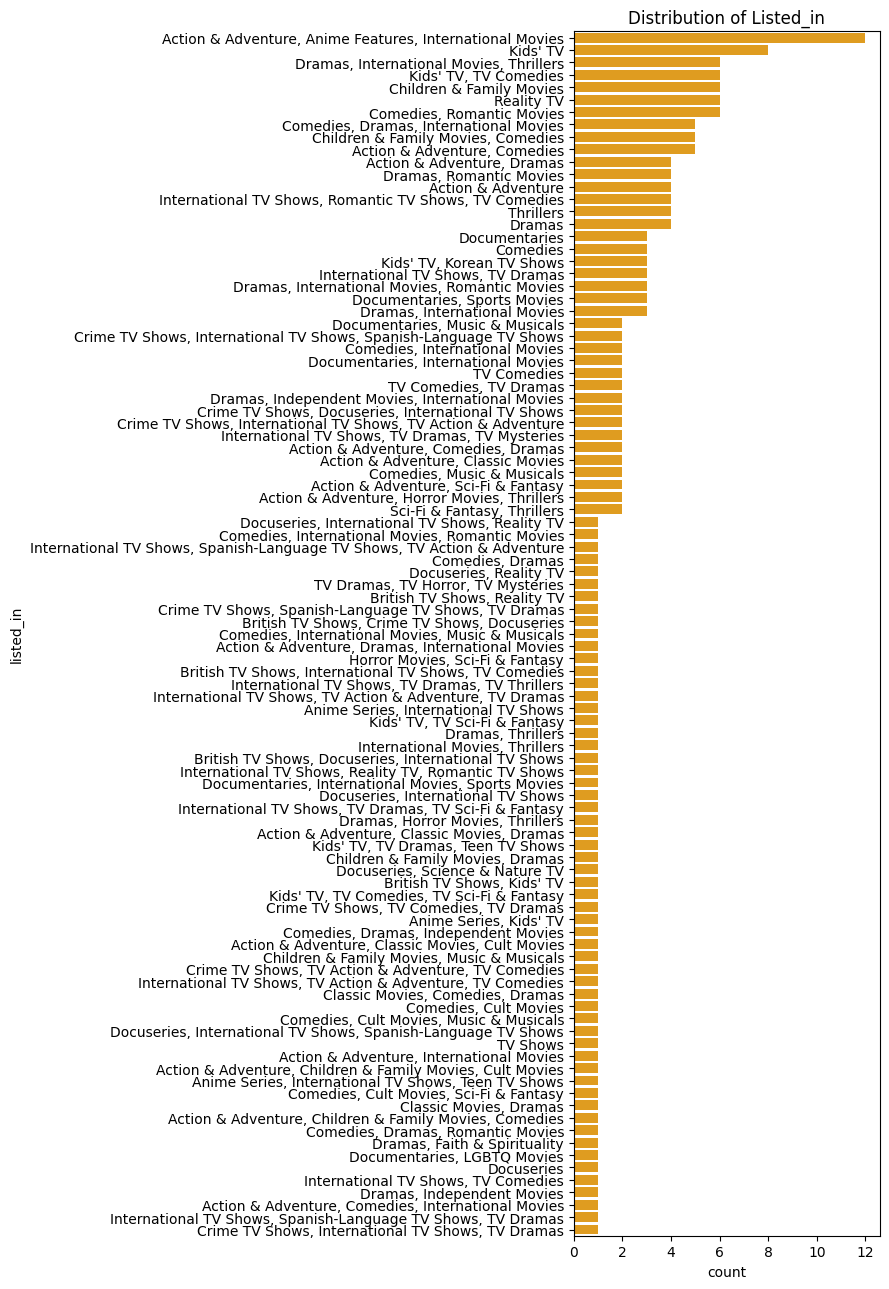 Distribution of Listed_in
Action & Adventure, Anime Features, International Movies
Kids' TV
Dramas, International Movies, Thrillers
Kids' TV, TV Comedies
Children & Family Movies
Reality TV
Comedies, Romantic Movies
Comedies, Dramas, International Movies
Children & Family Movies, Comedies
Action & Adventure, Comedies
Action & Adventure, Dramas
Dramas, Romantic Movies
Action & Adventure
International TV Shows, Romantic TV Shows, TV Comedies
Thrillers
Dramas
Documentaries
Comedies
Kids' TV, Korean TV Shows
International TV Shows, TV Dramas
Dramas, International Movies, Romantic Movies
Documentaries, Sports Movies
Dramas, International Movies
Documentaries, Music & Musicals
Crime TV Shows, International TV Shows, Spanish-Language TV Shows
Comedies, International Movies
Documentaries, International Movies
TV Comedies
TV Comedies, TV Dramas
Dramas, Independent Movies, International Movies
Crime TV Shows, Docuseries, International TV Shows
Crime TV Shows, International TV Shows, TV Action & Adventure
International TV Shows, TV Dramas, TV Mysteries
Action & Adventure, Comedies, Dramas
Action & Adventure, Classic Movies
Comedies, Music & Musicals
Action & Adventure, Sci-Fi & Fantasy
Action & Adventure, Horror Movies, Thrillers
Sci-Fi & Fantasy, Thrillers
Docuseries, International TV Shows, Reality TV
Comedies, International Movies, Romantic Movies
International TV Shows, Spanish-Language TV Shows, TV Action & Adventure
Comedies, Dramas
Docuseries, Reality TV
TV Dramas, TV Horror, TV Mysteries
British TV Shows, Reality TV
Crime TV Shows, Spanish-Language TV Shows, TV Dramas
British TV Shows, Crime TV Shows, Docuseries
Comedies, International Movies, Music & Musicals
Action & Adventure, Dramas, International Movies
Horror Movies, Sci-Fi & Fantasy
British TV Shows, International TV Shows, TV Comedies
International TV Shows, TV Dramas, TV Thrillers
International TV Shows, TV Action & Adventure, TV Dramas
Anime Series, International TV Shows
Kids' TV, TV Sci-Fi & Fantasy
Dramas, Thrillers
International Movies, Thrillers
British TV Shows, Docuseries, International TV Shows
International TV Shows, Reality TV, Romantic TV Shows
Documentaries, International Movies, Sports Movies
Docuseries, International TV Shows
International TV Shows, TV Dramas, TV Sci-Fi & Fantasy
Dramas, Horror Movies, Thrillers
Action & Adventure, Classic Movies, Dramas
Kids' TV, TV Dramas, Teen TV Shows
Children & Family Movies, Dramas
Docuseries, Science & Nature TV
British TV Shows, Kids' TV
Kids' TV, TV Comedies, TV Sci-Fi & Fantasy
Crime TV Shows, TV Comedies, TV Dramas
Anime Series, Kids' TV
Comedies, Dramas, Independent Movies
Action & Adventure, Classic Movies, Cult Movies
Children & Family Movies, Music & Musicals
Crime TV Shows, TV Action & Adventure, TV Comedies
International TV Shows, TV Action & Adventure, TV Comedies
Classic Movies, Comedies, Dramas
Comedies, Cult Movies
Comedies, Cult Movies, Music & Musicals
Docuseries, International TV Shows, Spanish-Language TV Shows
TV Shows
Action & Adventure, International Movies
Action & Adventure, Children & Family Movies, Cult Movies
Anime Series, International TV Shows, Teen TV Shows
Comedies, Cult Movies, Sci-Fi & Fantasy
Classic Movies, Dramas
Action & Adventure, Children & Family Movies, Comedies
Comedies, Dramas, Romantic Movies
Dramas, Faith & Spirituality
Documentaries, LGBTQ Movies
Docuseries
International TV Shows, TV Comedies
Dramas, Independent Movies
Action & Adventure, Comedies, International Movies
International TV Shows, Spanish-Language TV Shows, TV Dramas
Crime TV Shows, International TV Shows, TV Dramas
listed_in
0 2 4 6 8 10 12
count